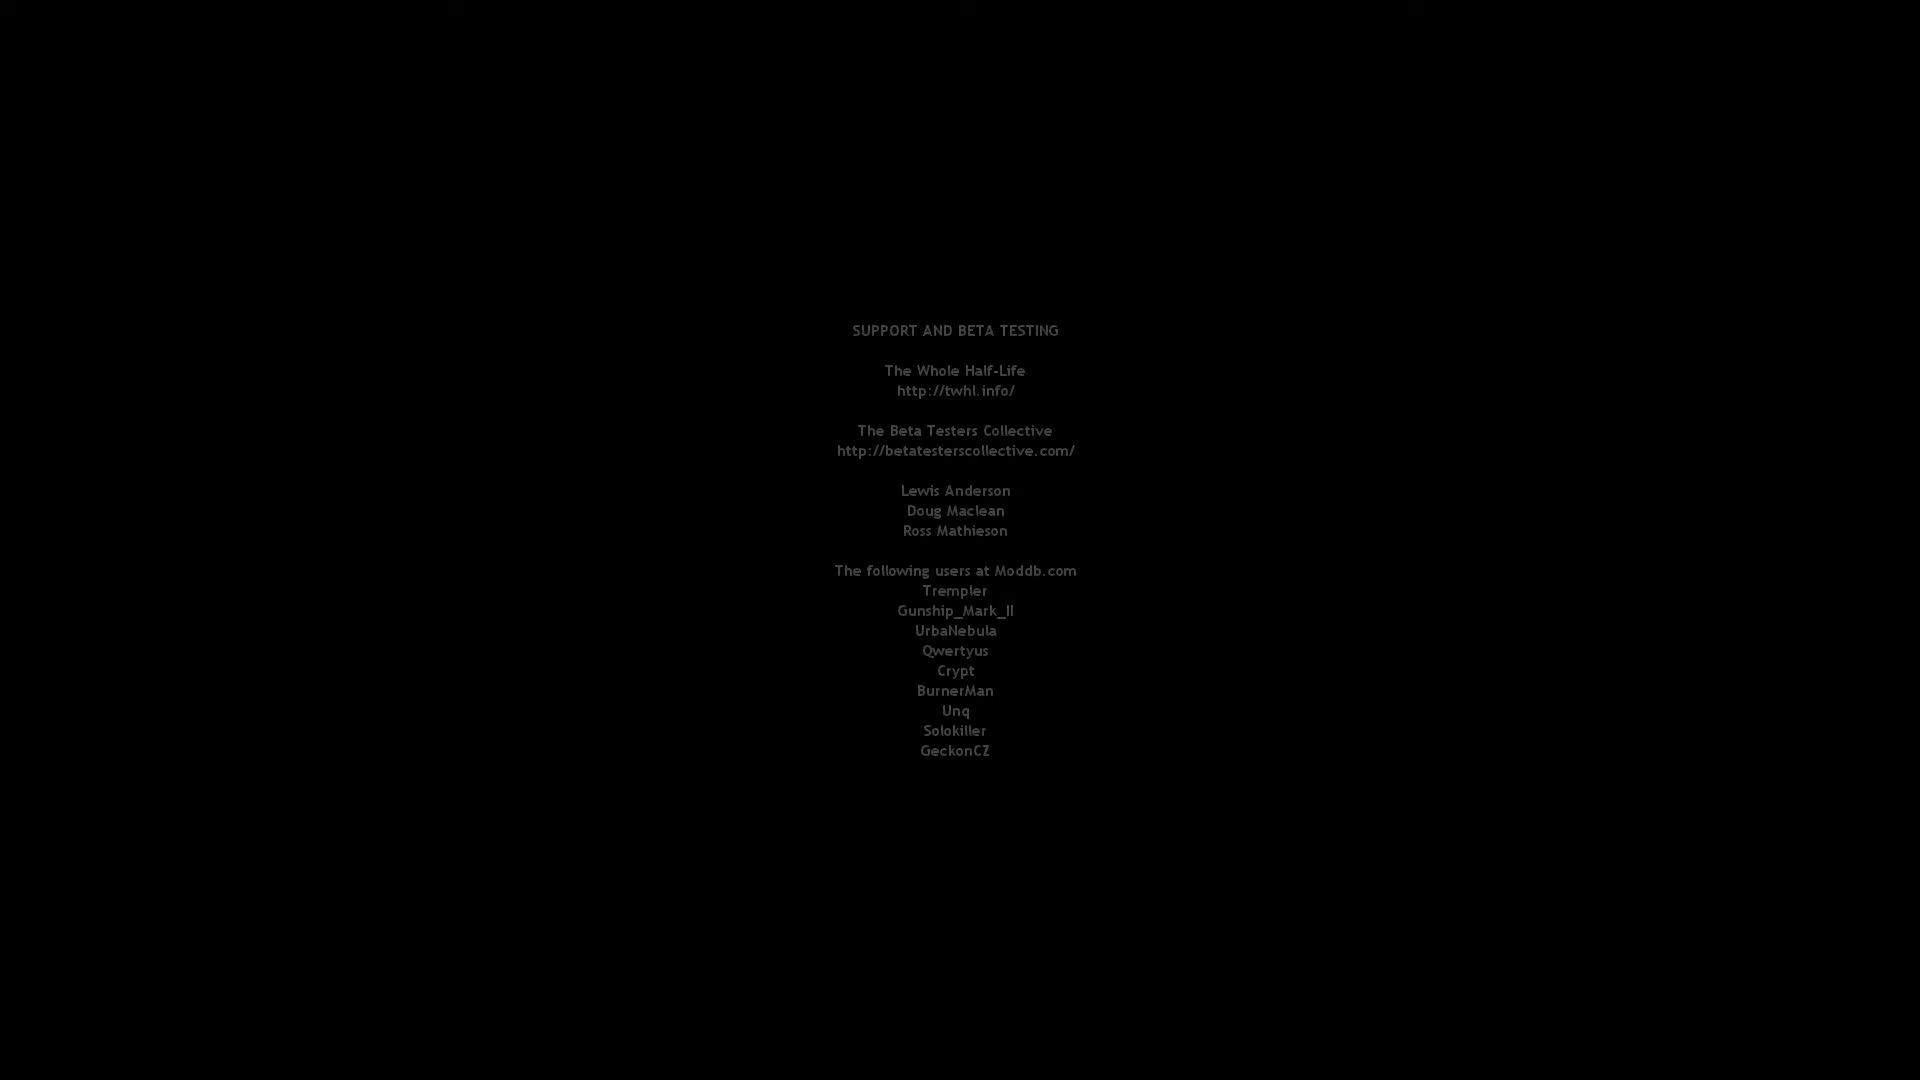 SUPPORT AND BETA TESTING
The Whole Half-Life
http://twhl.info/
The Beta Testers Collective
http://betatesterscollective.com/
Lewis Anderson
Doug Maclean
Ross Mathieson
The following users at Moddb.com
Trempler
Gunship_Mark_II
UrbaNebula
Qwertyus
Crypt
BurnerMan
Unq
Solokiller
GeckonCZ